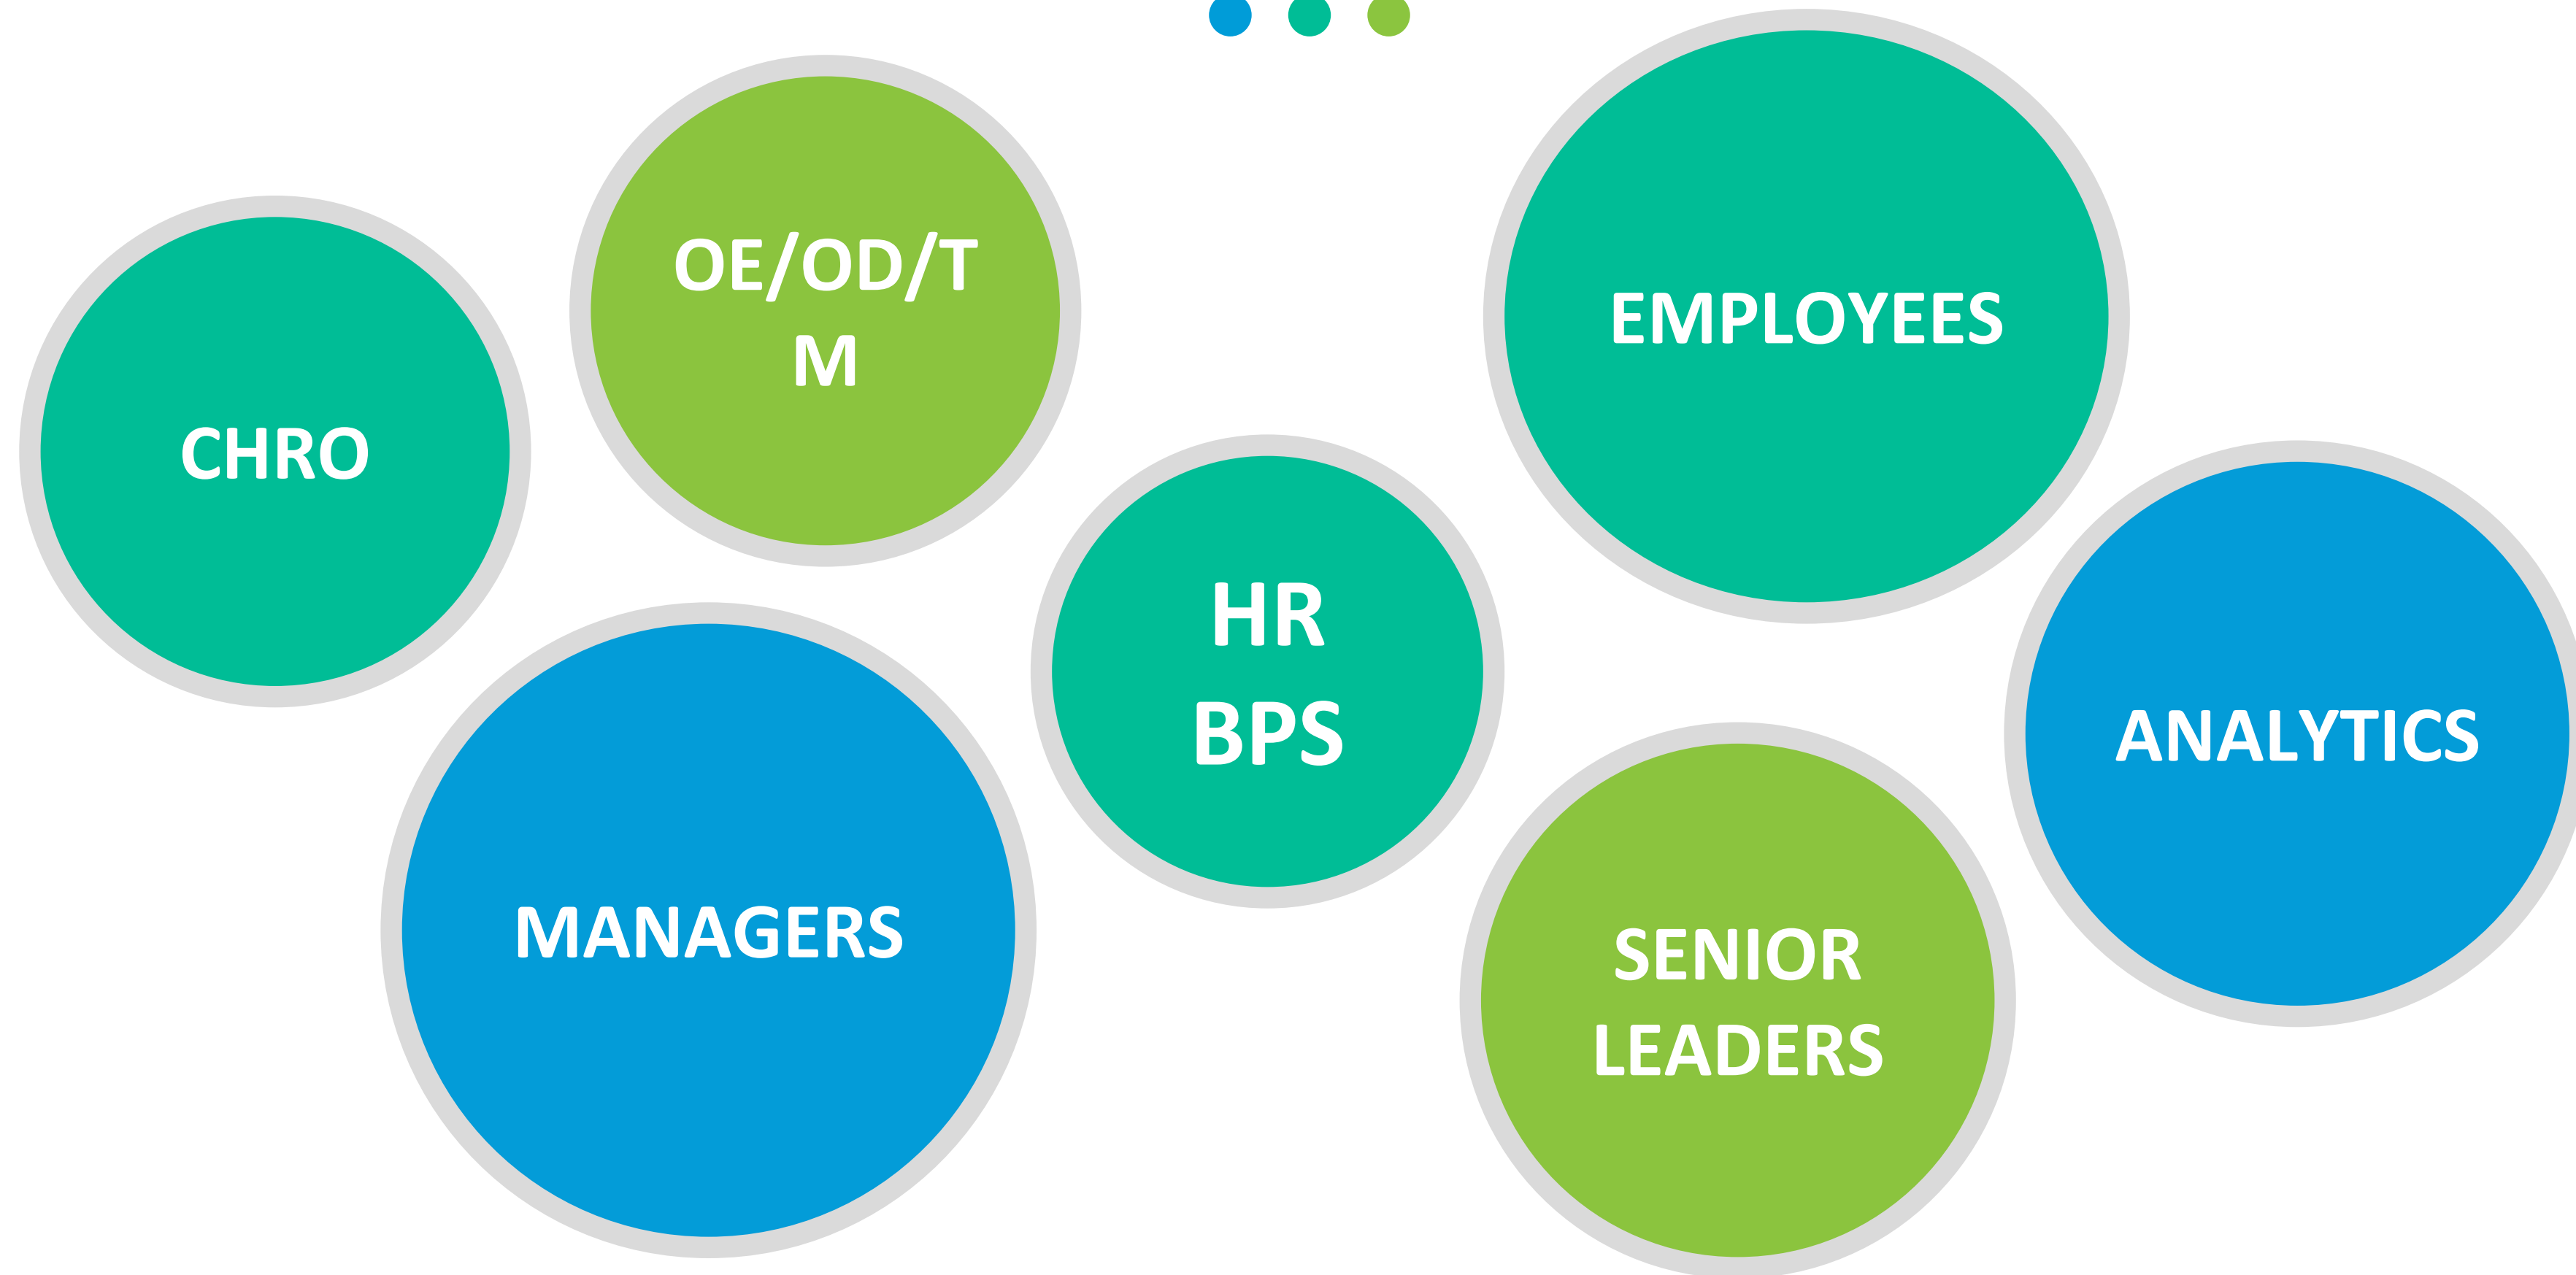 CHRO
OE/OD/T
M
MANAGERS
HR
BPS
EMPLOYEES
SENIOR
LEADERS
ANALYTICS